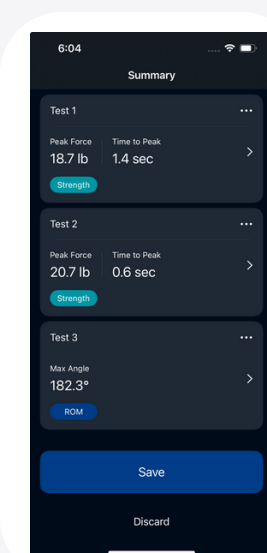 6:04
Summary
Test 1
Peak Force Time to Peak
18.7 lb 1.4 sec
Strength
Test 2
Peak Force Time to Peak
20.7 lb 0.6 sec
Strength
Test 3
Max Angle
182.3°
ROM
Save
Discard